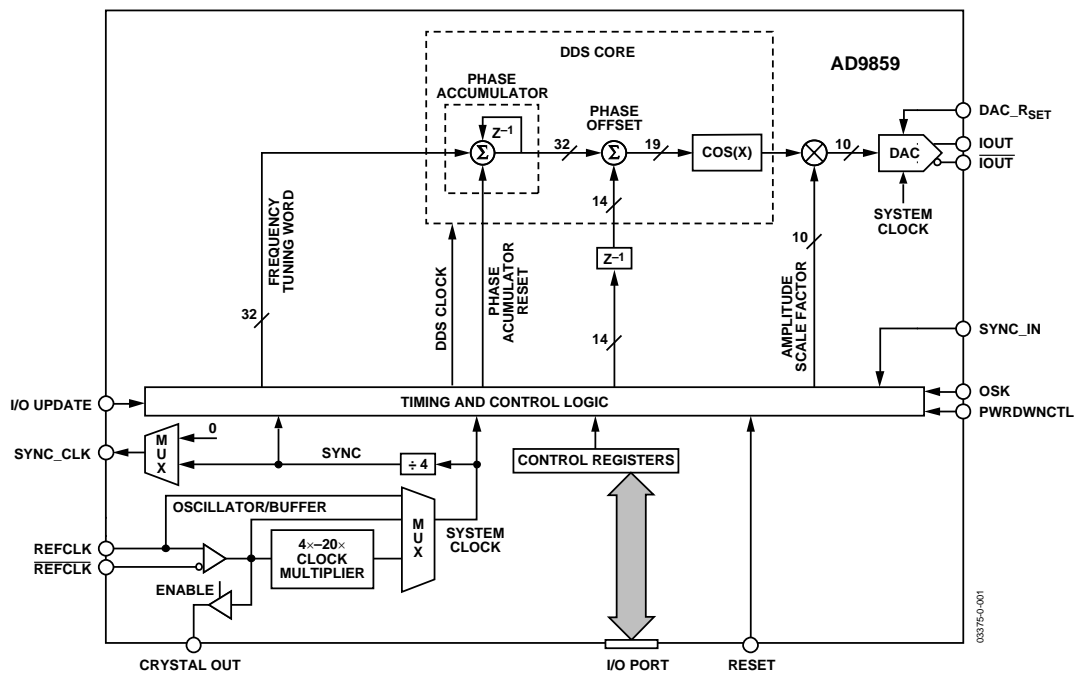 DDS CORE
AD9859
PHASE
ACCUMULATOR
PHASE
OFFSET
DAC_RSET
Z–1
IOUT
32
19
COS(X)
10
DAC
IOUT
Σ
Σ
14
SYSTEM
CLOCK
Z–1
10
FREQUENCY
TUNING WORD
DDS CLOCK
PHASE
ACUMULATOR
RESET
AMPLITUDE
SCALE FACTOR
32
14
SYNC_IN
I/O UPDATE
TIMING AND CONTROL LOGIC
OSK
PWRDWNCTL
0
SYNC_CLK
MUX
SYNC
÷ 4
CONTROL REGISTERS
OSCILLATOR/BUFFER
MUX
SYSTEM
CLOCK
REFCLK
REFCLK
4×–20×
CLOCK
MULTIPLIER
ENABLE
03375-0-001
CRYSTAL OUT
I/O PORT
RESET